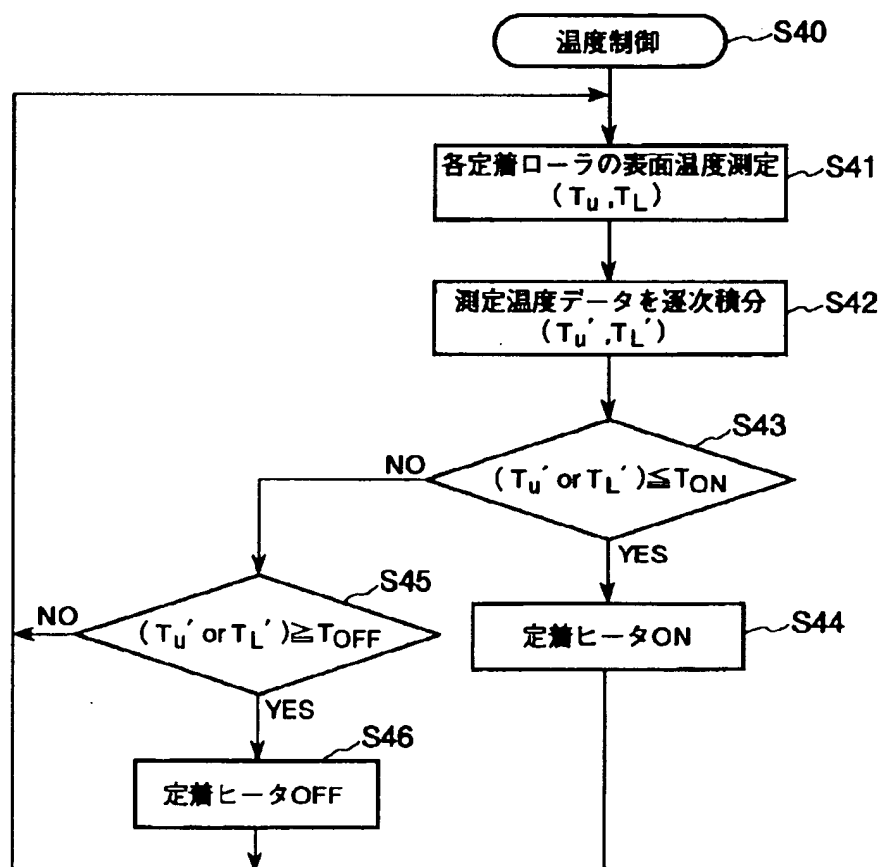 温度制御
S40
各定着ローラの表面温度測定
(Tu,TL)
S41
測定温度データを逐次積分
(Tu′,TL′)
S42
S43
(Tu′ or TL′)≦TON
NO
YES
S45
(Tu′ or TL′)≧TOFF
NO
YES
定着ヒータON
S44
S46
定着ヒータOFF